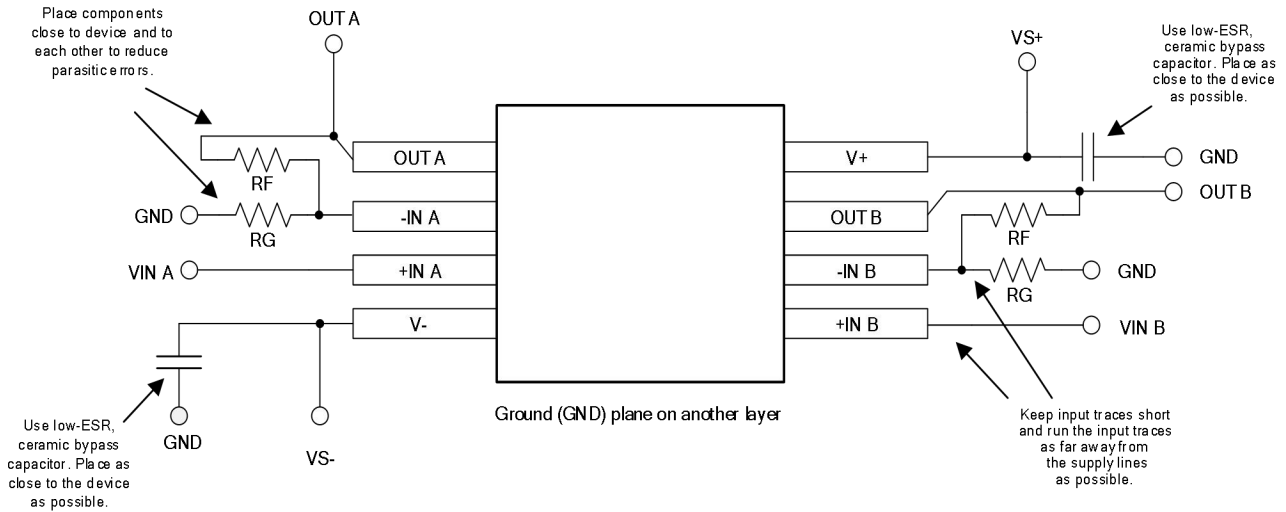 Place components
close to device and to
each other to reduce
parasitic errors.
OUT A
VS+
Use low-ESR,
ceramic bypass
capacitor. Place as
close to the device
as possible.
OUT A
RF
GND
RG
-IN A
VIN A
+IN A
V-
V+
GND
OUT B
OUT B
RF
-IN B
GND
RG
+IN B
VIN B
Use low-ESR,
ceramic bypass
capacitor. Place as
close to the device
as possible.
GND
VS-
Ground (GND) plane on another layer
Keep input traces short
and run the input traces
as far away from
the supply lines
as possible.